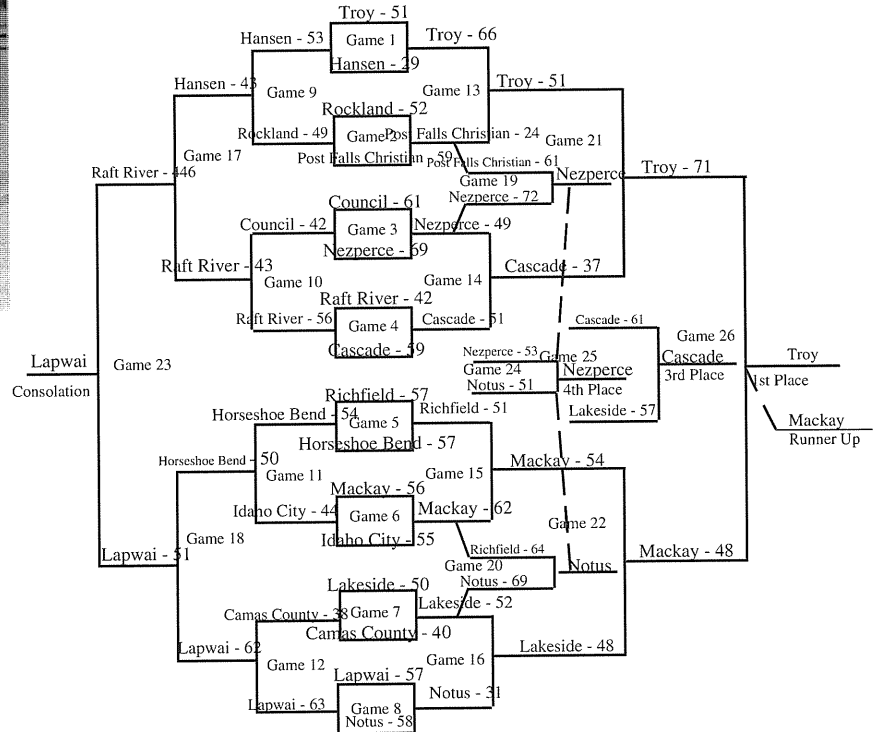 Troy - 51
Hansen - 53
Game 1
Troy - 66
Hansen - 29
Hansen - 43
Game 9
Game 13
Troy - 51
Rockland - 52
Rockland - 49
Game 2
Post Falls Christian - 24
Game 21
Post Falls Christian - 59
Game 17
Post Falls Christian - 61
Raft River - 446
Game 19
Nezperce
Troy - 71
Nezperce - 72
Council - 61
Council - 42
Game 3
Nezperce - 49
Nezperce - 69
Raft River - 43
Game 10
Game 14
Cascade - 37
Raft River - 42
Raft River - 56
Game 4
Cascade - 51
Cascade - 61
Cascade - 59
Game 26
Nezperce - 53
Game 25
Cascade
Troy
Lapwai
Game 23
Game 24
Nezperce
3rd Place
1st Place
Consolation
Notus - 51
4th Place
Richfield - 57
Richfield - 51
Lakeside - 57
Horseshoe Bend - 54
Game 5
Mackay
Horseshoe Bend - 57
Runner Up
Horseshoe Bend - 50
Game 11
Game 15
Mackay - 54
Mackay - 56
Idaho City - 44
Game 6
Mackay - 62
Game 22
Idaho City - 55
Game 18
Lapwai - 51
Richfield - 64
Mackay - 48
Game 20
Notus
Lakeside - 50
Notus - 69
Camas County - 38
Game 7
Lakeside - 52
Camas County - 40
Lapwai - 62
Game 12
Game 16
Lakeside - 48
Lapwai - 57
Lapwai - 63
Game 8
Notus - 31
Notus - 58